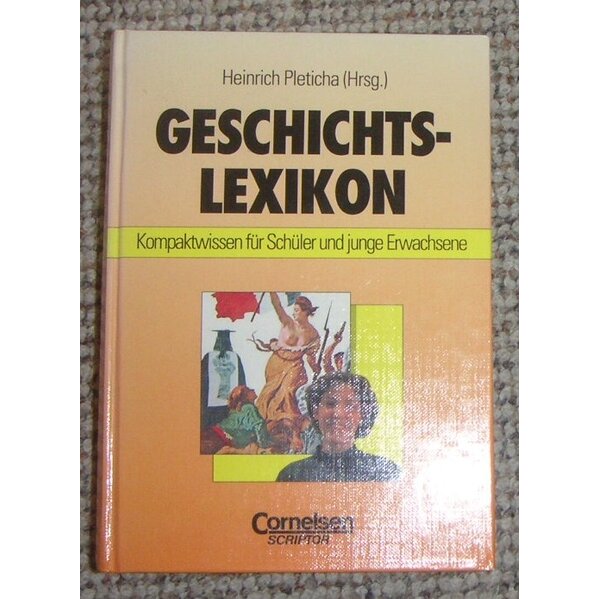 Heinrich Pleticha (Hrsg.)
GESCHICHTS-
LEXIKON
Kompaktwissen für Schüler und junge Erwachsene
Cornelsen
SCRIPTOR